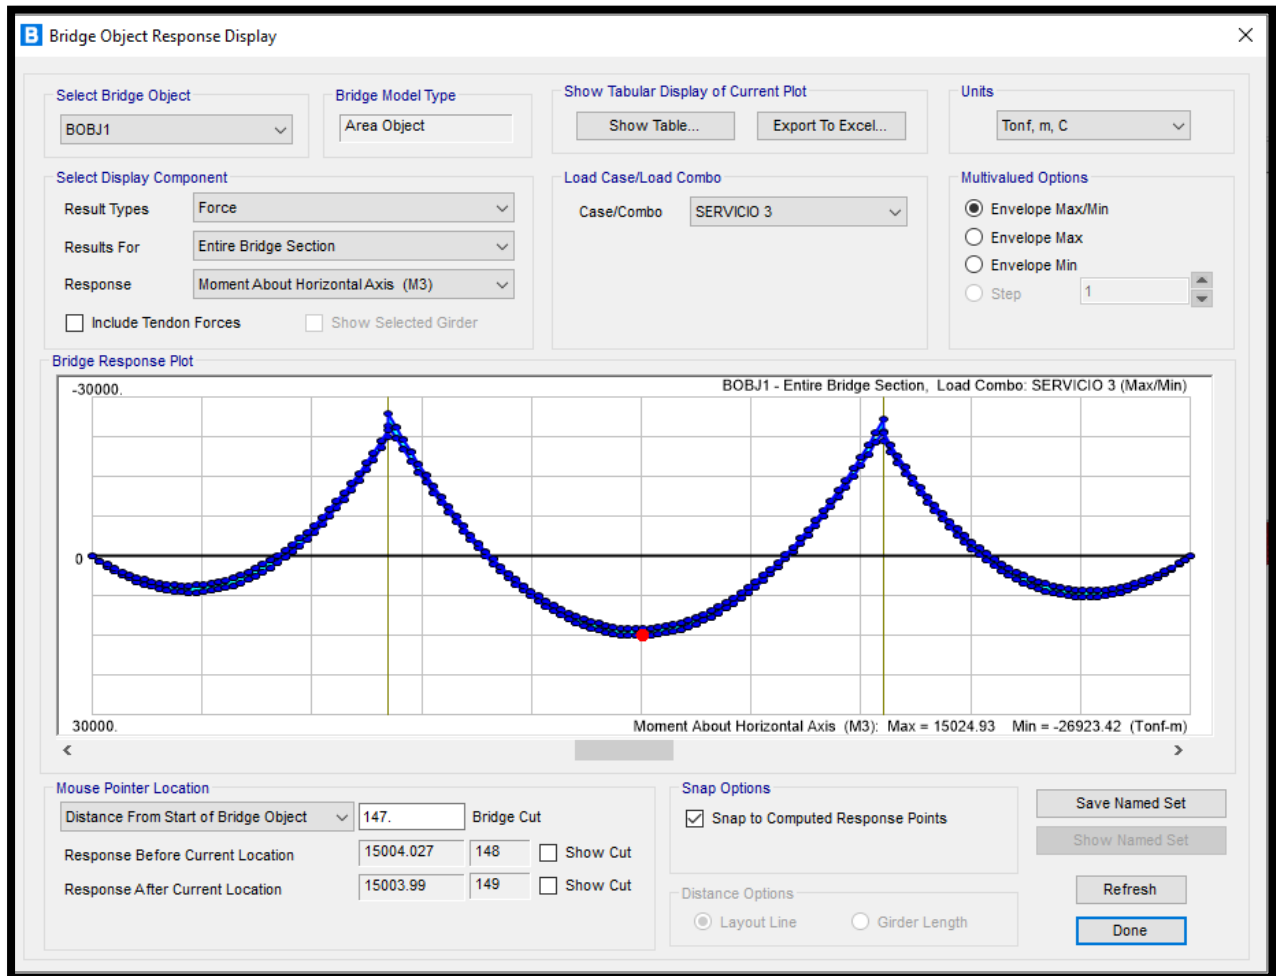 B Bridge Object Response Display
Select Bridge Object
BOBJ1
Bridge Model Type
Area Object
Show Tabular Display of Current Plot
Show Table...
Export To Excel...
Units
Tonf, m, C
Select Display Component
Result Types
Force
Results For
Entire Bridge Section
Response
Moment About Horizontal Axis (M3)
Include Tendon Forces
Show Selected Girder
Load Case/Load Combo
Case/Combo
SERVICIO 3
Multivalued Options
Envelope Max/Min
Envelope Max
Envelope Min
Step
1
Bridge Response Plot
-30000.
BOBJ1 - Entire Bridge Section, Load Combo: SERVICIO 3 (Max/Min)
0
30000.
Moment About Horizontal Axis (M3): Max = 15024.93 Min = -26923.42 (Tonf-m)
Mouse Pointer Location
Distance From Start of Bridge Object
147.
Bridge Cut
Response Before Current Location
15004.027
148
Show Cut
Response After Current Location
15003.99
149
Show Cut
Snap Options
Snap to Computed Response Points
Distance Options
Layout Line
Girder Length
Save Named Set
Show Named Set
Refresh
Done